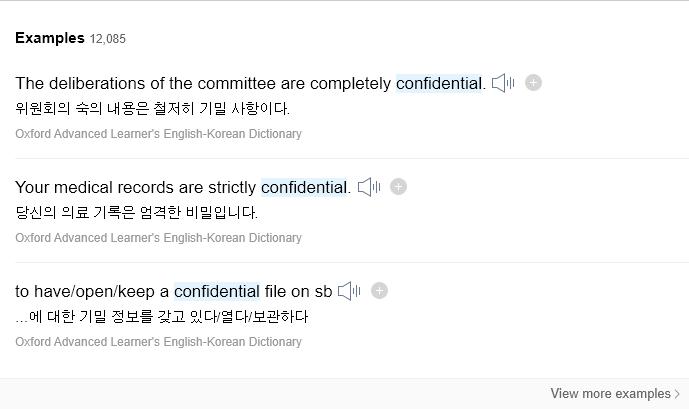 Examples 12,085
The deliberations of the committee are completely confidential.
위원회의 숙의 내용은 철저히 기밀 사항이다.
Oxford Advanced Learner's English-Korean Dictionary
Your medical records are strictly confidential.
당신의 의료 기록은 엄격한 비밀입니다.
Oxford Advanced Learner's English-Korean Dictionary
to have/open/keep a confidential file on sb
…에 대한 기밀 정보를 갖고 있다/열다/보관하다
Oxford Advanced Learner's English-Korean Dictionary
View more examples